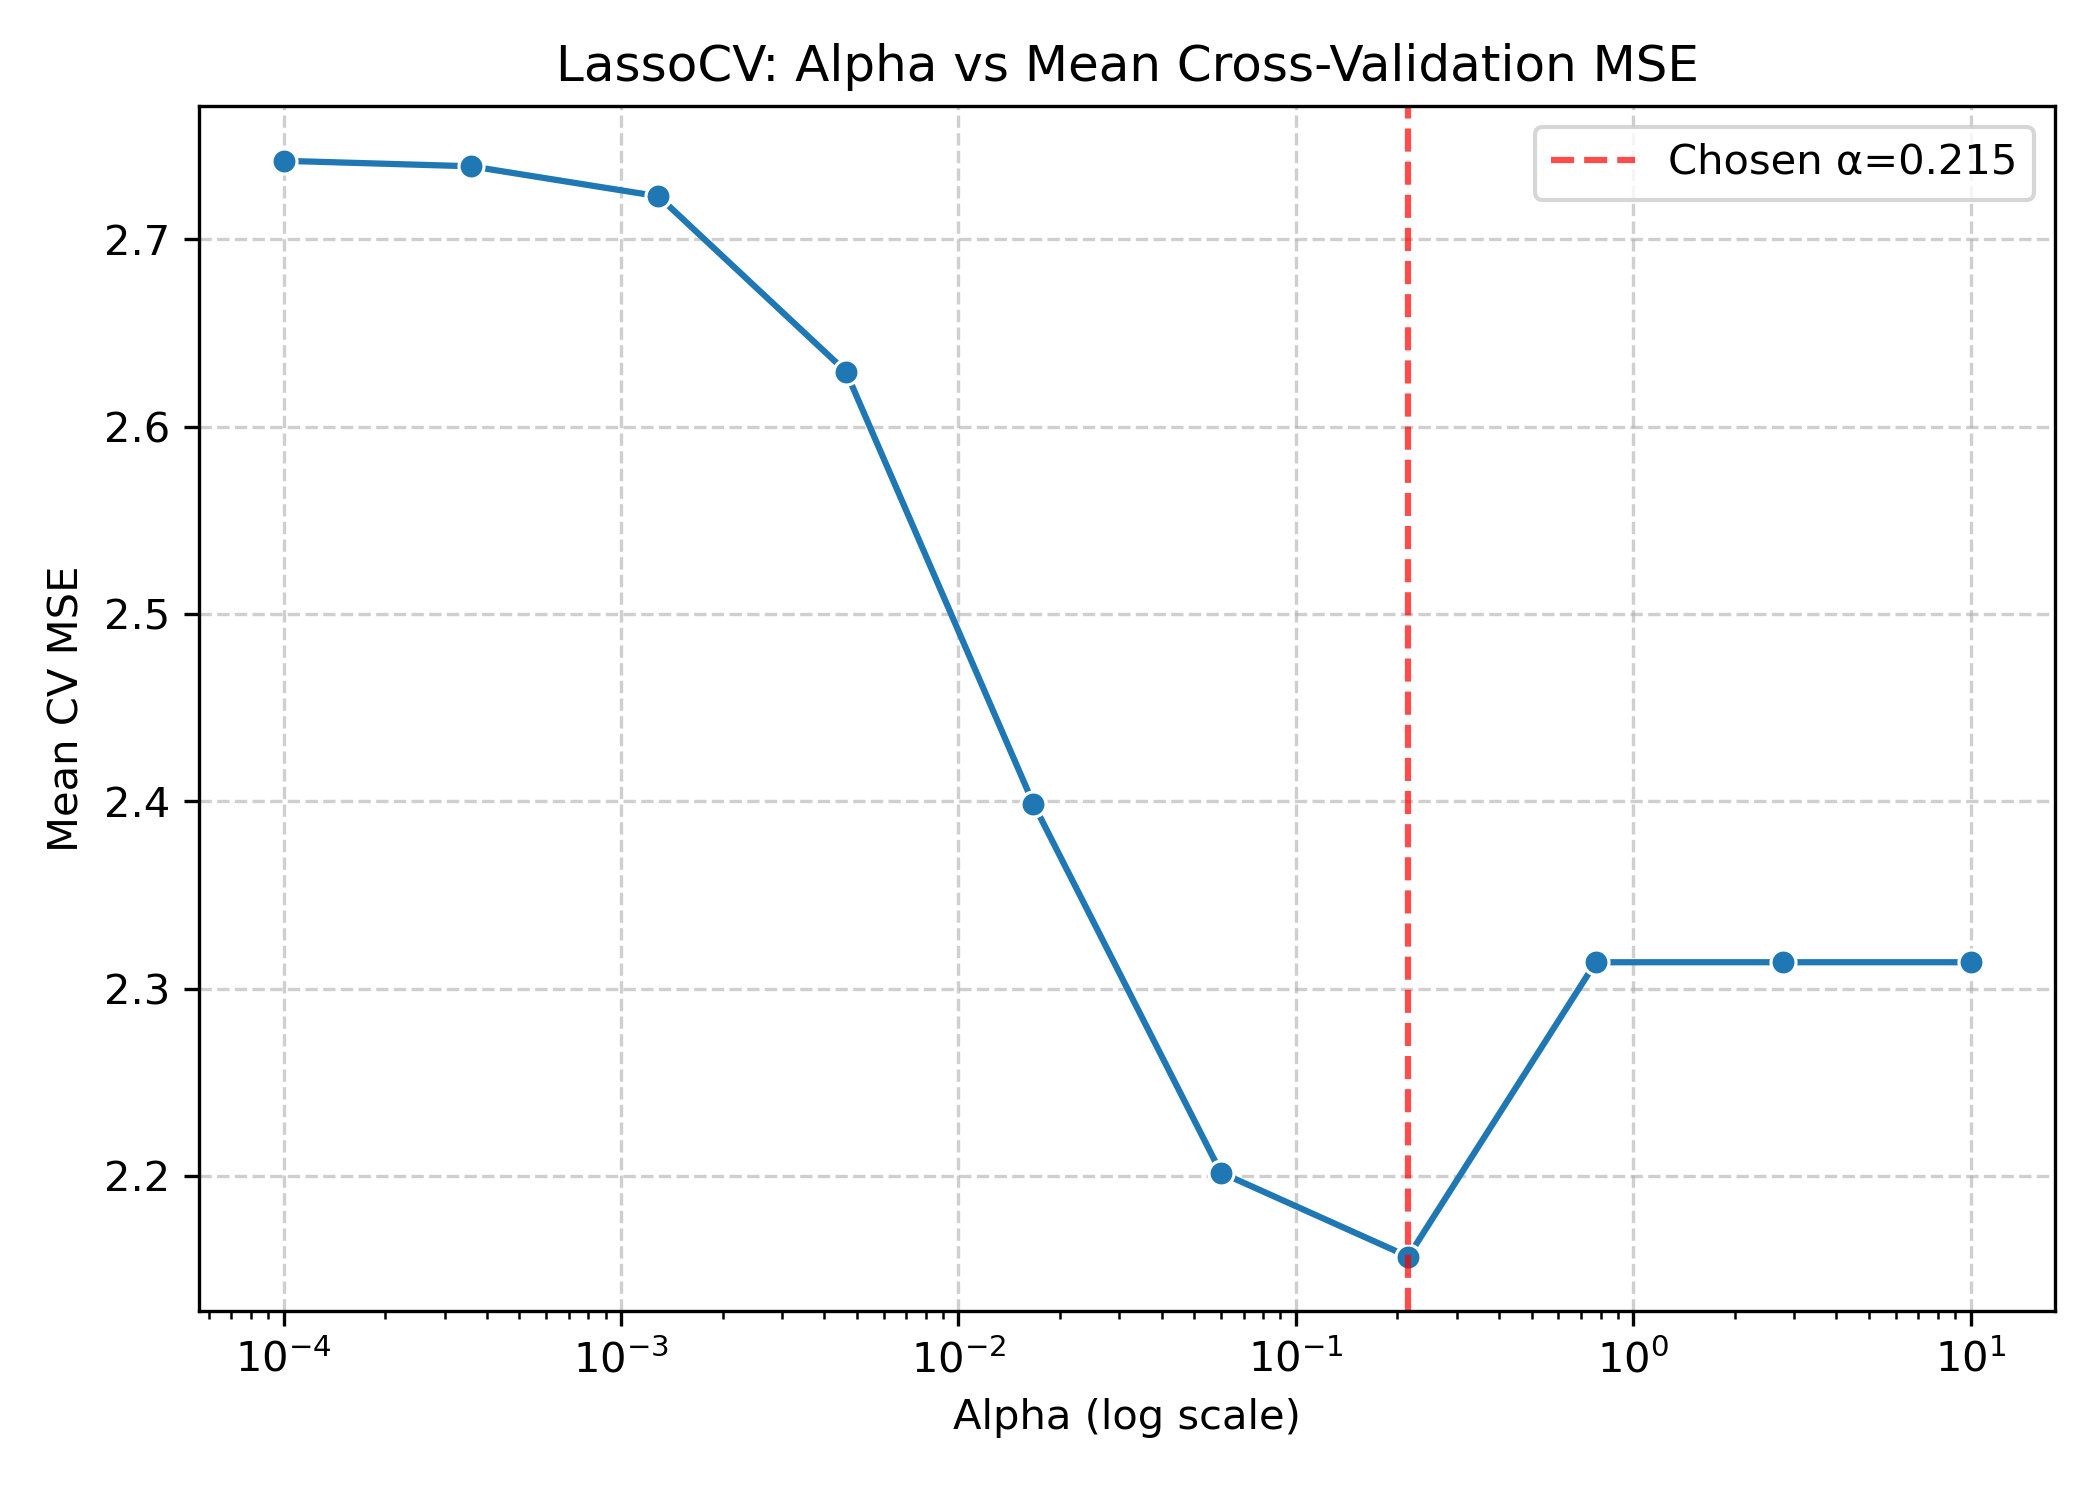 LassoCV: Alpha vs Mean Cross-Validation MSE
Chosen α=0.215
Mean CV MSE
2.7
2.6
2.5
2.4
2.3
2.2
10⁻⁴ 10⁻³ 10⁻² 10⁻¹ 10⁰ 10¹
Alpha (log scale)